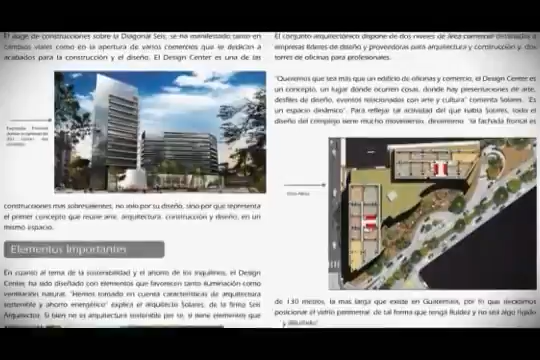 El auge de construcciones sobre la Diagonal Seis, se ha manifestado tanto en
cambios viales como en la apertura de varios comercios que se dedican a
acabados para la construcción y el diseño. El Design Center es una de las
construcciones mas sobresalientes, no solo por su diseño, sino por que representa
el primer concepto que reúne arte, arquitectura, construcción y diseño, en un
mismo espacio.
Elementos Importantes
En cuanto al tema de la sostenibilidad y el ahorro de los inquilinos, el Design
Center, ha sido diseñado con elementos que favorecen tanto iluminación como
ventilación natural. "Hemos tomado en cuenta características de arquitectura
sostenible y ahorro energético" explica el arquitecto Solares, de la firma Seis
Arquitectos. Si bien no es arquitectura sostenible per se, si tiene elementos que
El conjunto arquitectónico dispone de dos niveles de área comercial destinados a
empresas líderes de diseño y proveedoras para arquitectura y construcción y, dos
torres de oficinas para profesionales.
"Queremos que sea más que un edificio de oficinas y comercio, el Design Center es
un concepto, un lugar donde ocurren cosas, donde hay presentaciones de arte,
desfiles de diseño, eventos relacionados con arte y cultura" comenta Solares. "Es
un espacio dinámico". Para reflejar tal actividad del que habla Solares, todo el
diseño del complejo tiene mucho movimiento, dinamismo "la fachada frontal es
de 130 metros, la mas larga que existe en Guatemala, por lo que decidimos
posicionar el vidrio perimetral de tal forma que tenga fluidez y no sea algo rígido
y